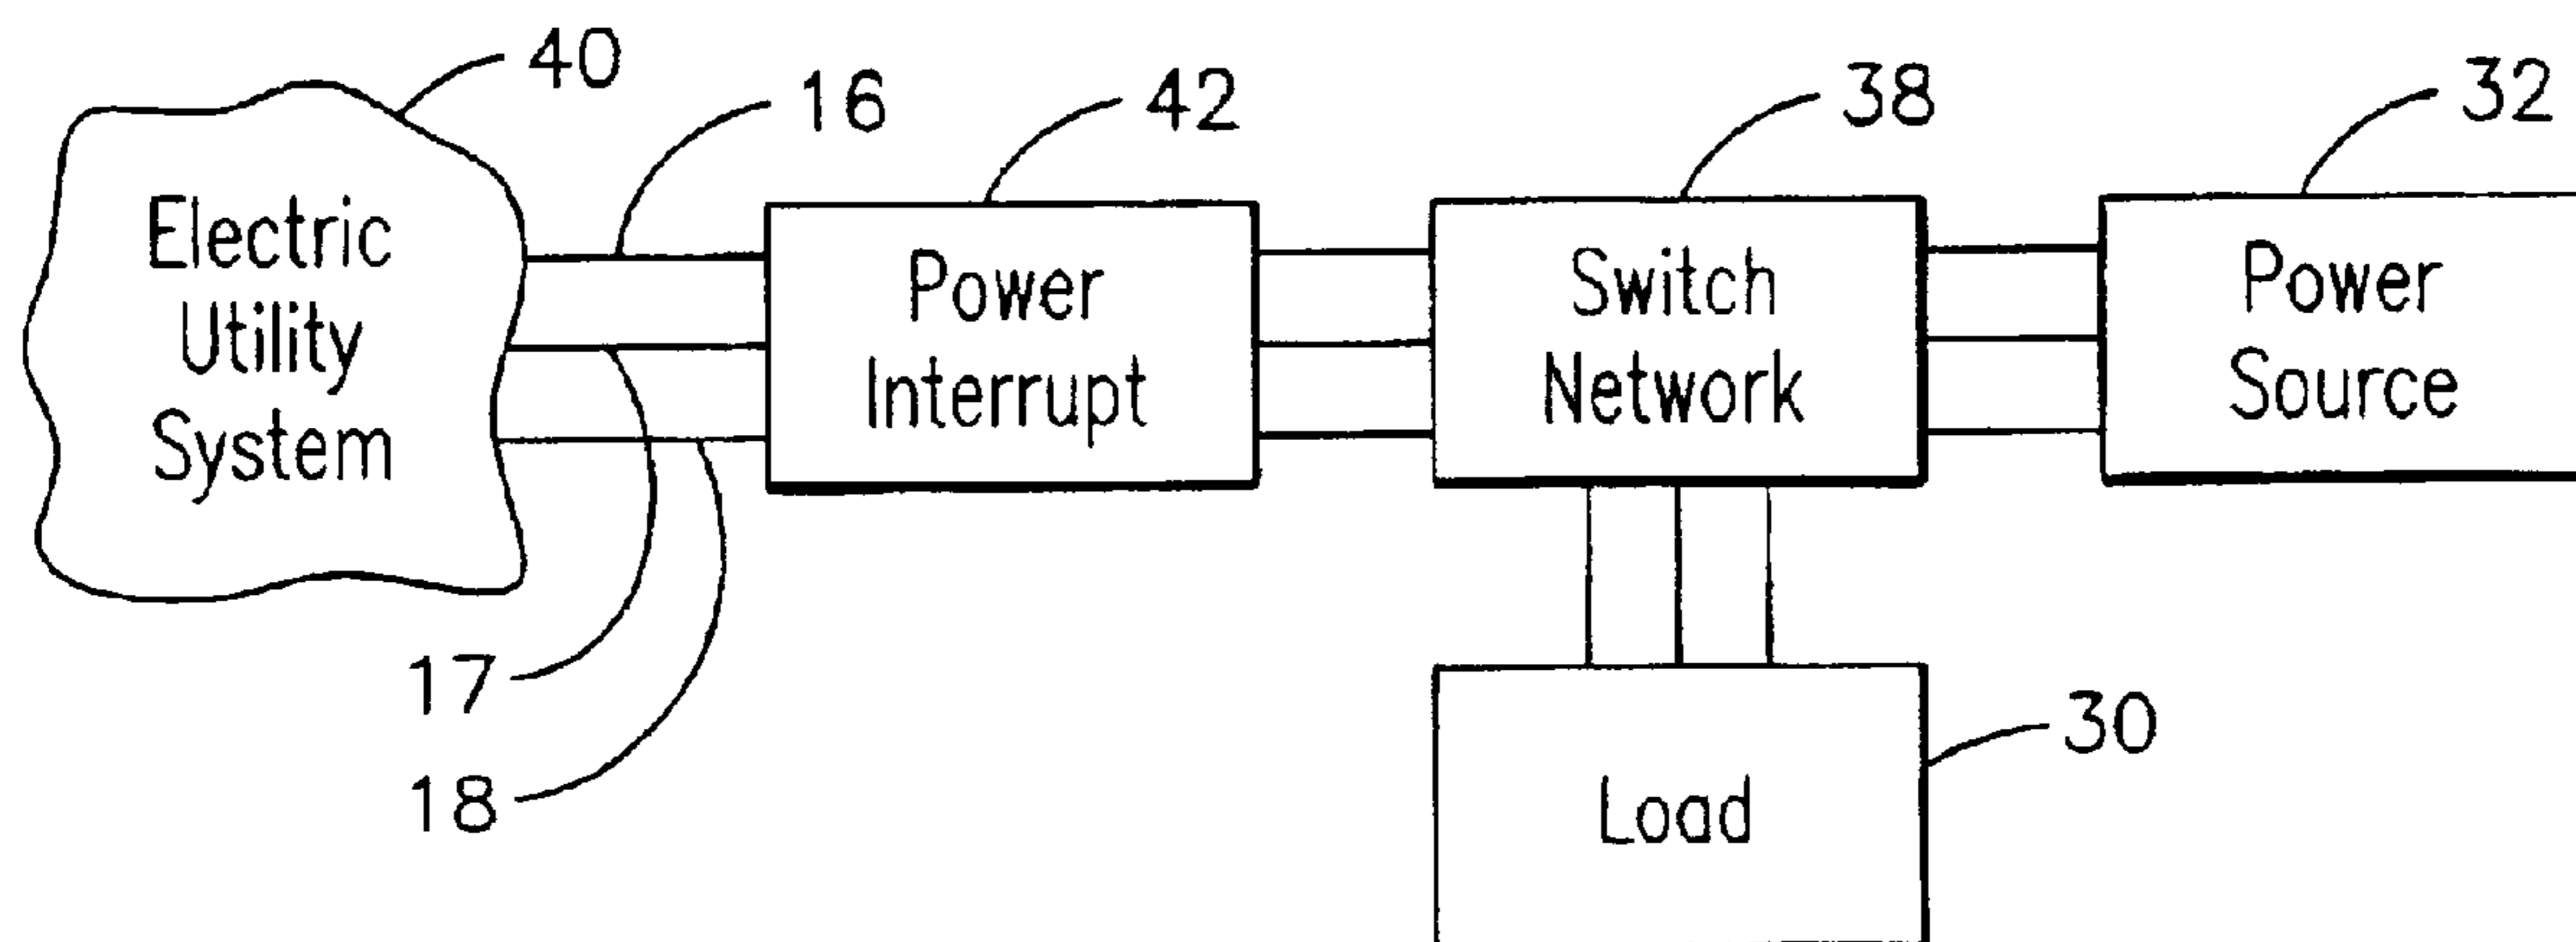 40
16
42
38
32
Electric
Utility
System
Power
Interrupt
Switch
Network
Power
Source
17
18
30
Load